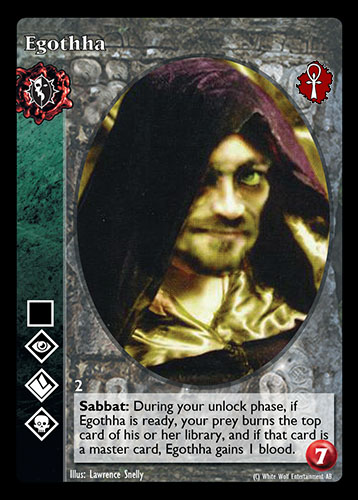 Egothha
2
Sabbat: During your unlock phase, if
Egothha is ready, your prey burns the top
card of his or her library, and if that card is
a master card, Egothha gains 1 blood.
7
Illus: Lawrence Snelly
(C) White Wolf Entertainment AB